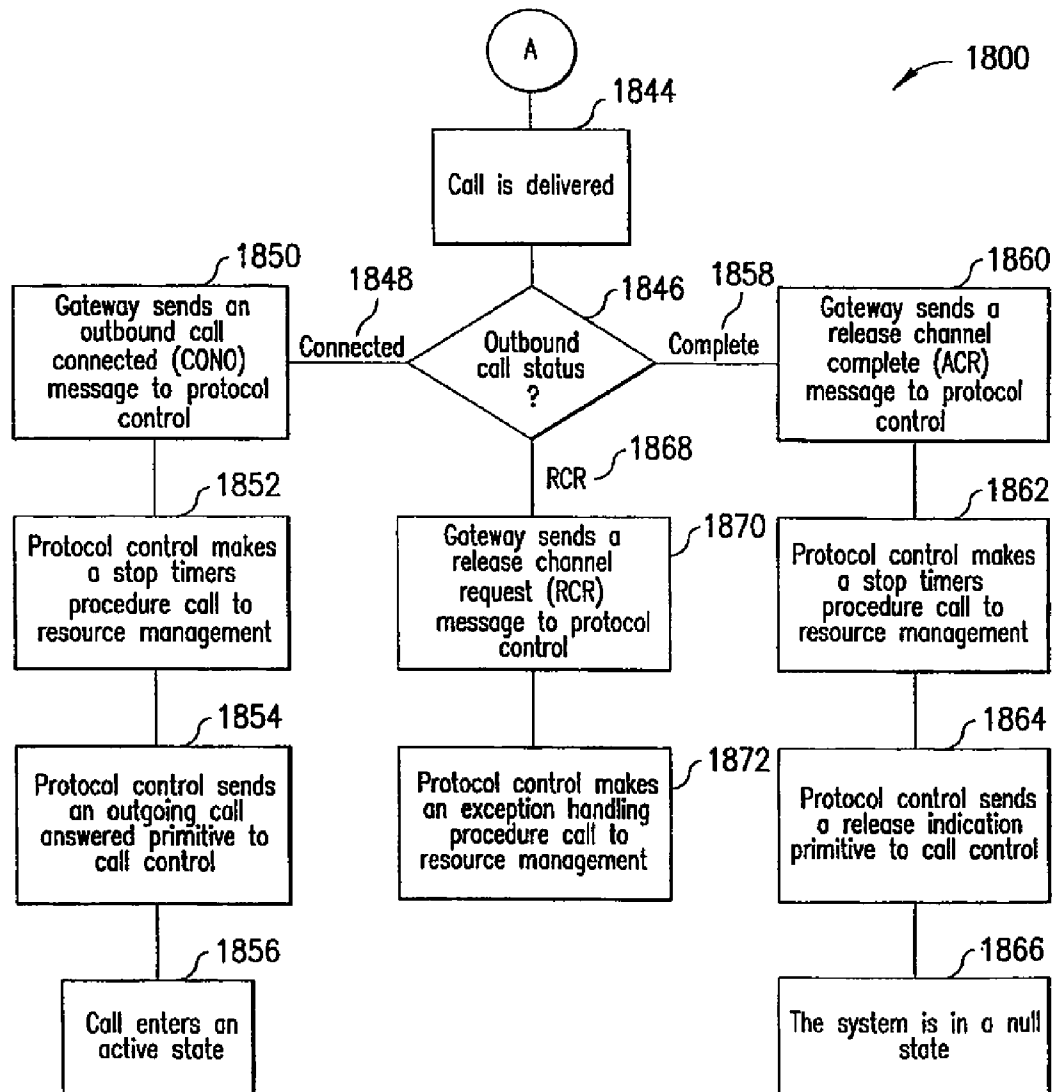 A
1800
1844
Call is delivered
1850
Gateway sends an
outbound call
connected (CONO)
message to protocol
control
1848
Connected
1846
Outbound
call status
?
1858
Complete
1860
Gateway sends a
release channel
complete (ACR)
message to protocol
control
1852
Protocol control makes
a stop timers
procedure call to
resource management
1868
RCR
1870
Gateway sends a
release channel
request (RCR)
message to protocol
control
1862
Protocol control makes
a stop timers
procedure call to
resource management
1854
Protocol control sends
an outgoing call
answered primitive to
call control
1872
Protocol control makes
an exception handling
procedure call to
resource management
1864
Protocol control sends
a release indication
primitive to call control
1856
Call enters an
active state
1866
The system is in a null
state